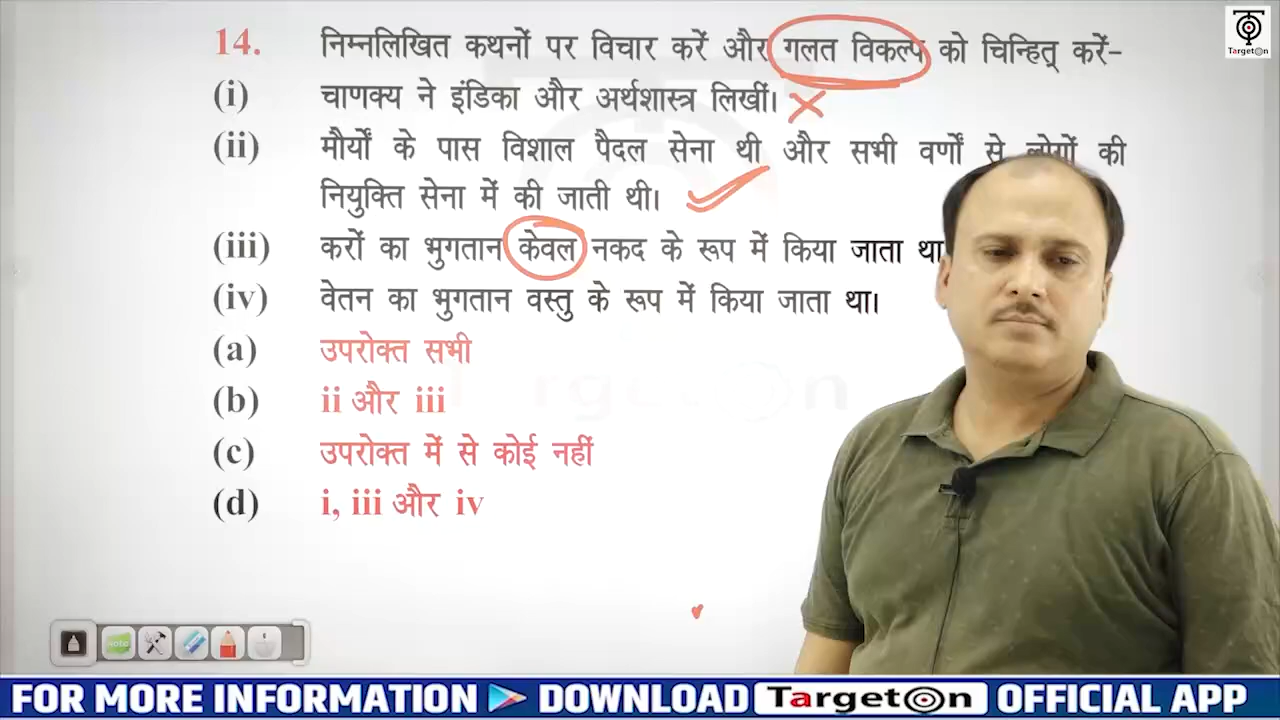 TargetOn
14. निम्नलिखित कथनों पर विचार करें और गलत विकल्प को चिन्हित् करें-
(i) चाणक्य ने इंडिका और अर्थशास्त्र लिखीं।
(ii) मौर्यों के पास विशाल पैदल सेना थी और सभी वर्णों से लोगों की
नियुक्ति सेना में की जाती थी।
(iii) करों का भुगतान केवल नकद के रूप में किया जाता था
(iv) वेतन का भुगतान वस्तु के रूप में किया जाता था।
(a) उपरोक्त सभी
(b) ii और iii
(c) उपरोक्त में से कोई नहीं
(d) i, iii और iv
FOR MORE INFORMATION DOWNLOAD TargetOn OFFICIAL APP